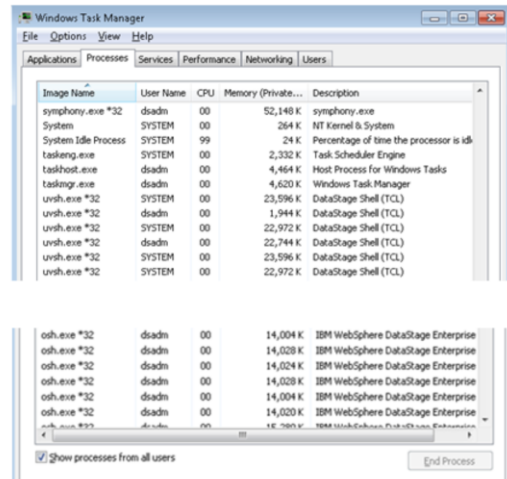 Windows Task Manager
File Options View Help
Applications Processes Services Performance Networking Users
Image Name User Name CPU Memory (Private... Description
symphony.exe *32 dsadm 00 52,148 K symphony.exe
System SYSTEM 00 264 K NT Kernel & System
System Idle Process SYSTEM 99 24 K Percentage of time the processor is idl
taskeng.exe SYSTEM 00 2,332 K Task Scheduler Engine
taskhost.exe dsadm 00 4,464 K Host Process for Windows Tasks
taskmgr.exe dsadm 00 4,620 K Windows Task Manager
uvsh.exe *32 SYSTEM 00 23,596 K DataStage Shell (TCL)
uvsh.exe *32 dsadm 00 1,944 K DataStage Shell (TCL)
uvsh.exe *32 SYSTEM 00 22,972 K DataStage Shell (TCL)
uvsh.exe *32 dsadm 00 22,744 K DataStage Shell (TCL)
uvsh.exe *32 SYSTEM 00 23,596 K DataStage Shell (TCL)
uvsh.exe *32 SYSTEM 00 22,972 K DataStage Shell (TCL)
osh.exe *32 dsadm 00 14,004 K IBM WebSphere DataStage Enterprise
osh.exe *32 dsadm 00 14,028 K IBM WebSphere DataStage Enterprise
osh.exe *32 dsadm 00 14,024 K IBM WebSphere DataStage Enterprise
osh.exe *32 dsadm 00 14,028 K IBM WebSphere DataStage Enterprise
osh.exe *32 dsadm 00 14,004 K IBM WebSphere DataStage Enterprise
osh.exe *32 dsadm 00 14,020 K IBM WebSphere DataStage Enterprise
osh.exe *32 dsadm 00 15,280 K IBM WebSphere DataStage Enterprise
Show processes from all users
End Process